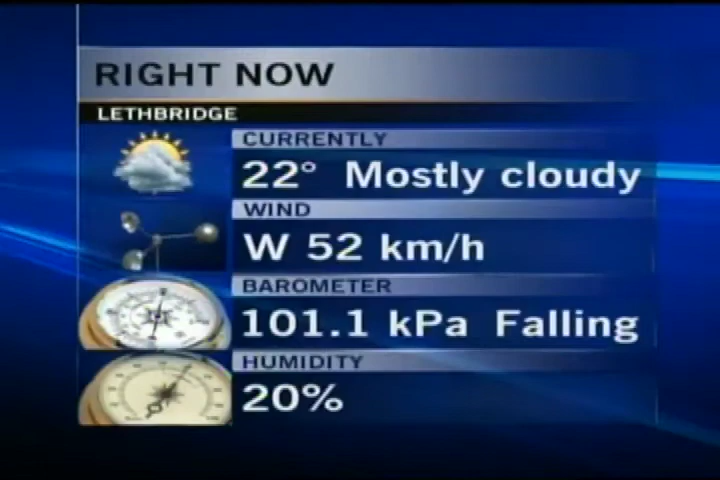 RIGHT NOW
LETHBRIDGE
CURRENTLY
22° Mostly cloudy
WIND
W 52 km/h
BAROMETER
101.1 kPa Falling
HUMIDITY
20%